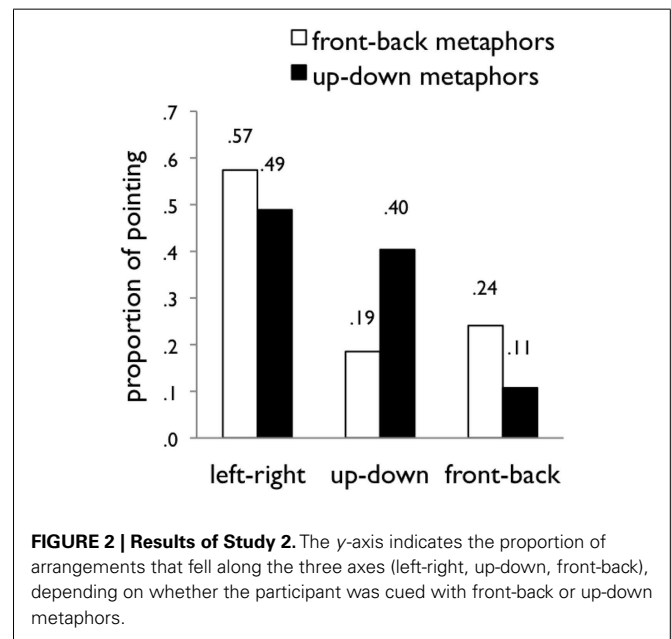 front-back metaphors
up-down metaphors
proportion of pointing
.7
.6
.5
.4
.3
.2
.1
.0
.57
.49
.19
.40
.24
.11
left-right
up-down
front-back
FIGURE 2 | Results of Study 2. The y-axis indicates the proportion of
arrangements that fell along the three axes (left-right, up-down, front-back),
depending on whether the participant was cued with front-back or up-down
metaphors.